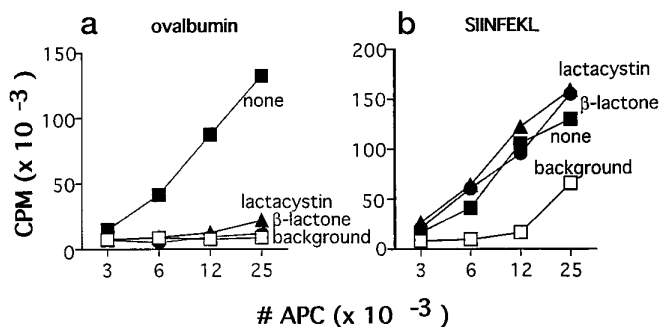 a
ovalbumin
b
SIINFEKL
CPM (x 10 -3)
150
100
50
0
none
lactacystin
β-lactone
background
3 6 12 25
200
150
100
50
0
lactacystin
β-lactone
none
background
3 6 12 25
# APC (x 10 -3)